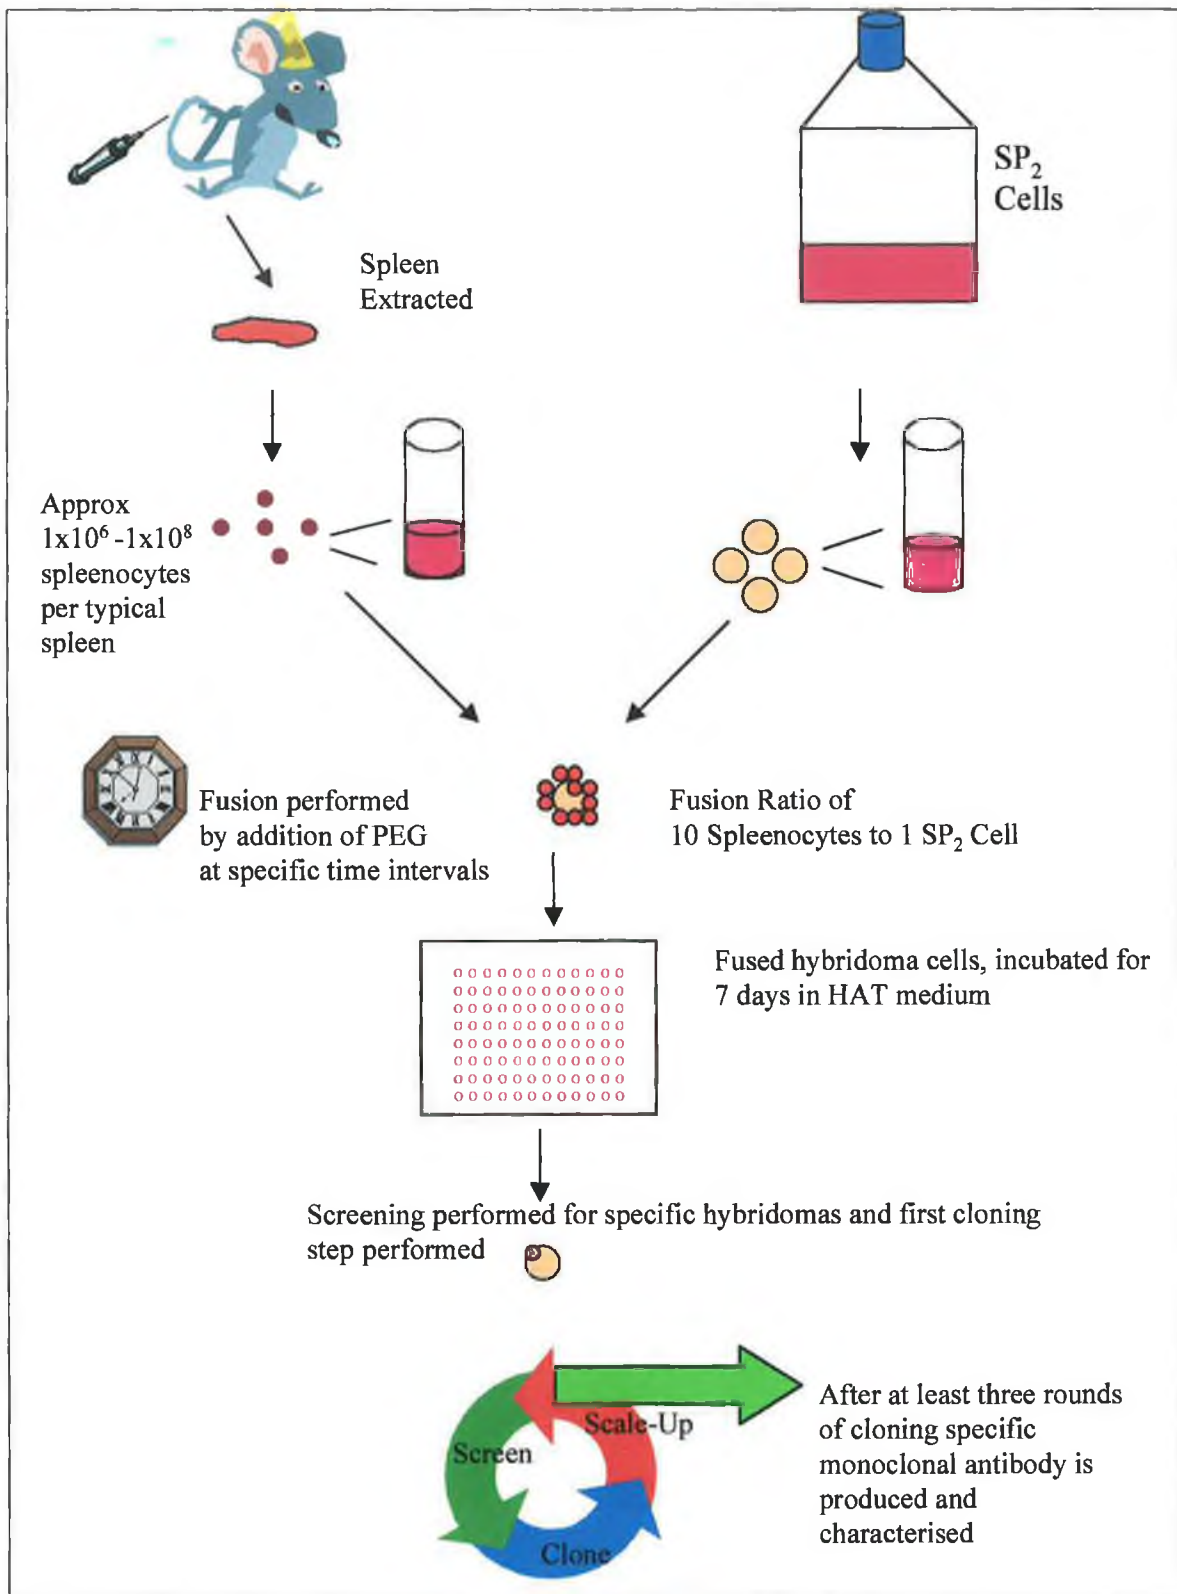 SP₂
Cells
Spleen
Extracted
Approx
1x10⁶ -1x10⁸
spleenocytes
per typical
spleen
Fusion performed
by addition of PEG
at specific time intervals
Fusion Ratio of
10 Spleenocytes to 1 SP₂ Cell
Fused hybridoma cells, incubated for
7 days in HAT medium
Screening performed for specific hybridomas and first cloning
step performed
Scale-Up
Screen
Clone
After at least three rounds
of cloning specific
monoclonal antibody is
produced and
characterised